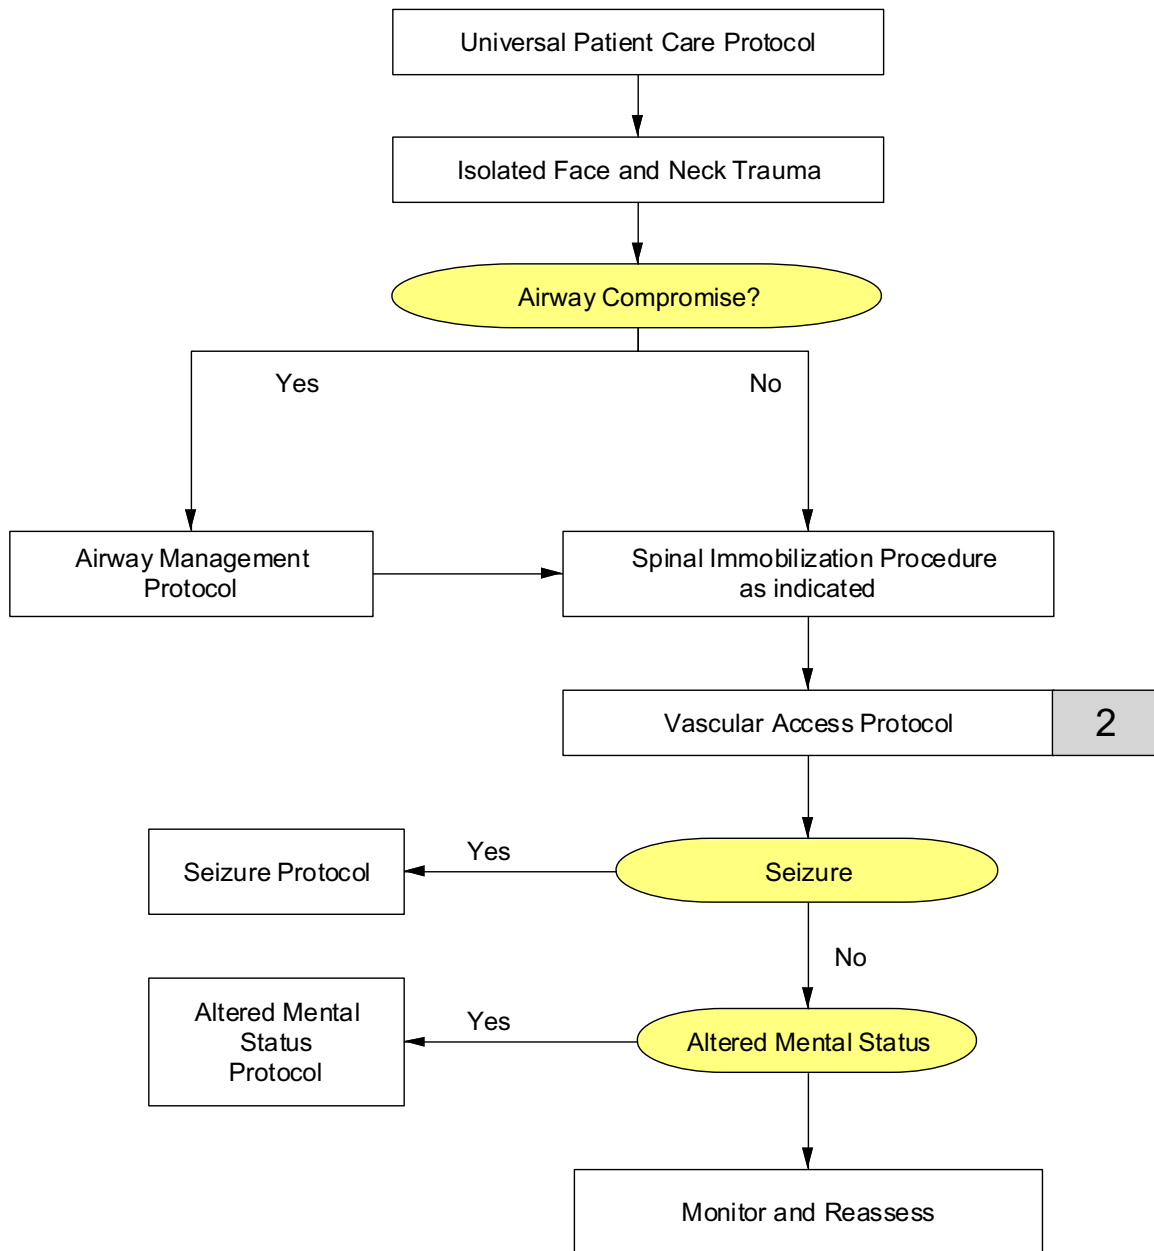 Universal Patient Care Protocol
Isolated Face and Neck Trauma
Airway Compromise?
Yes
No
Airway Management
Protocol
Spinal Immobilization Procedure
as indicated
Vascular Access Protocol
2
Seizure Protocol
Yes
Seizure
No
Altered Mental
Status
Protocol
Yes
Altered Mental Status
Monitor and Reassess